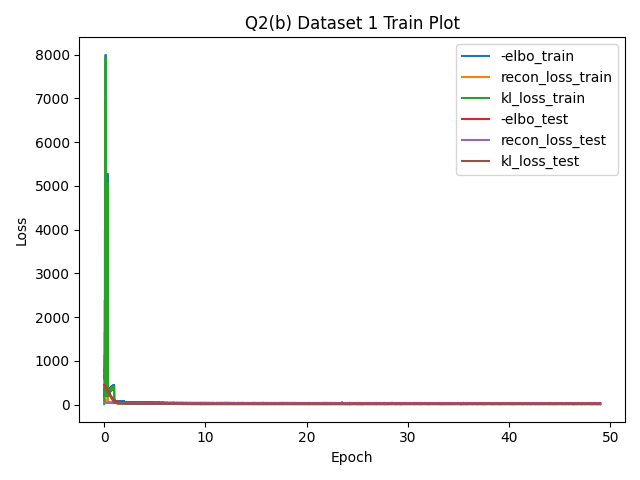 Q2(b) Dataset 1 Train Plot
-elbo_train
recon_loss_train
kl_loss_train
-elbo_test
recon_loss_test
kl_loss_test
Loss
8000
7000
6000
5000
4000
3000
2000
1000
0
0 10 20 30 40 50
Epoch